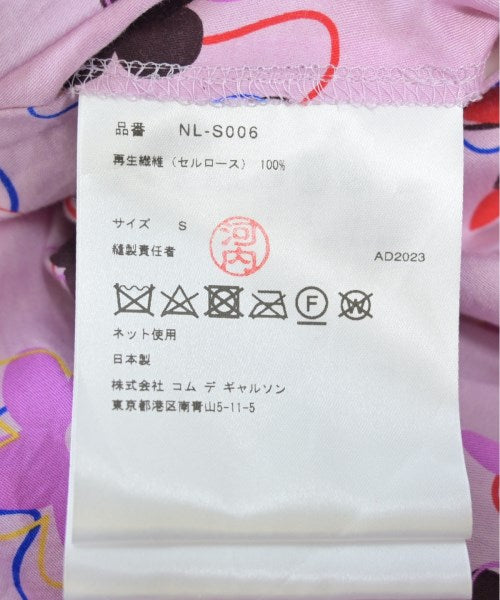 品番 NL-S006
再生繊維（セルロース） 100%
サイズ S
河内
縫製責任者 AD2023
F W
ネット使用
日本製
株式会社 コム デ ギャルソン
東京都港区南青山5-11-5